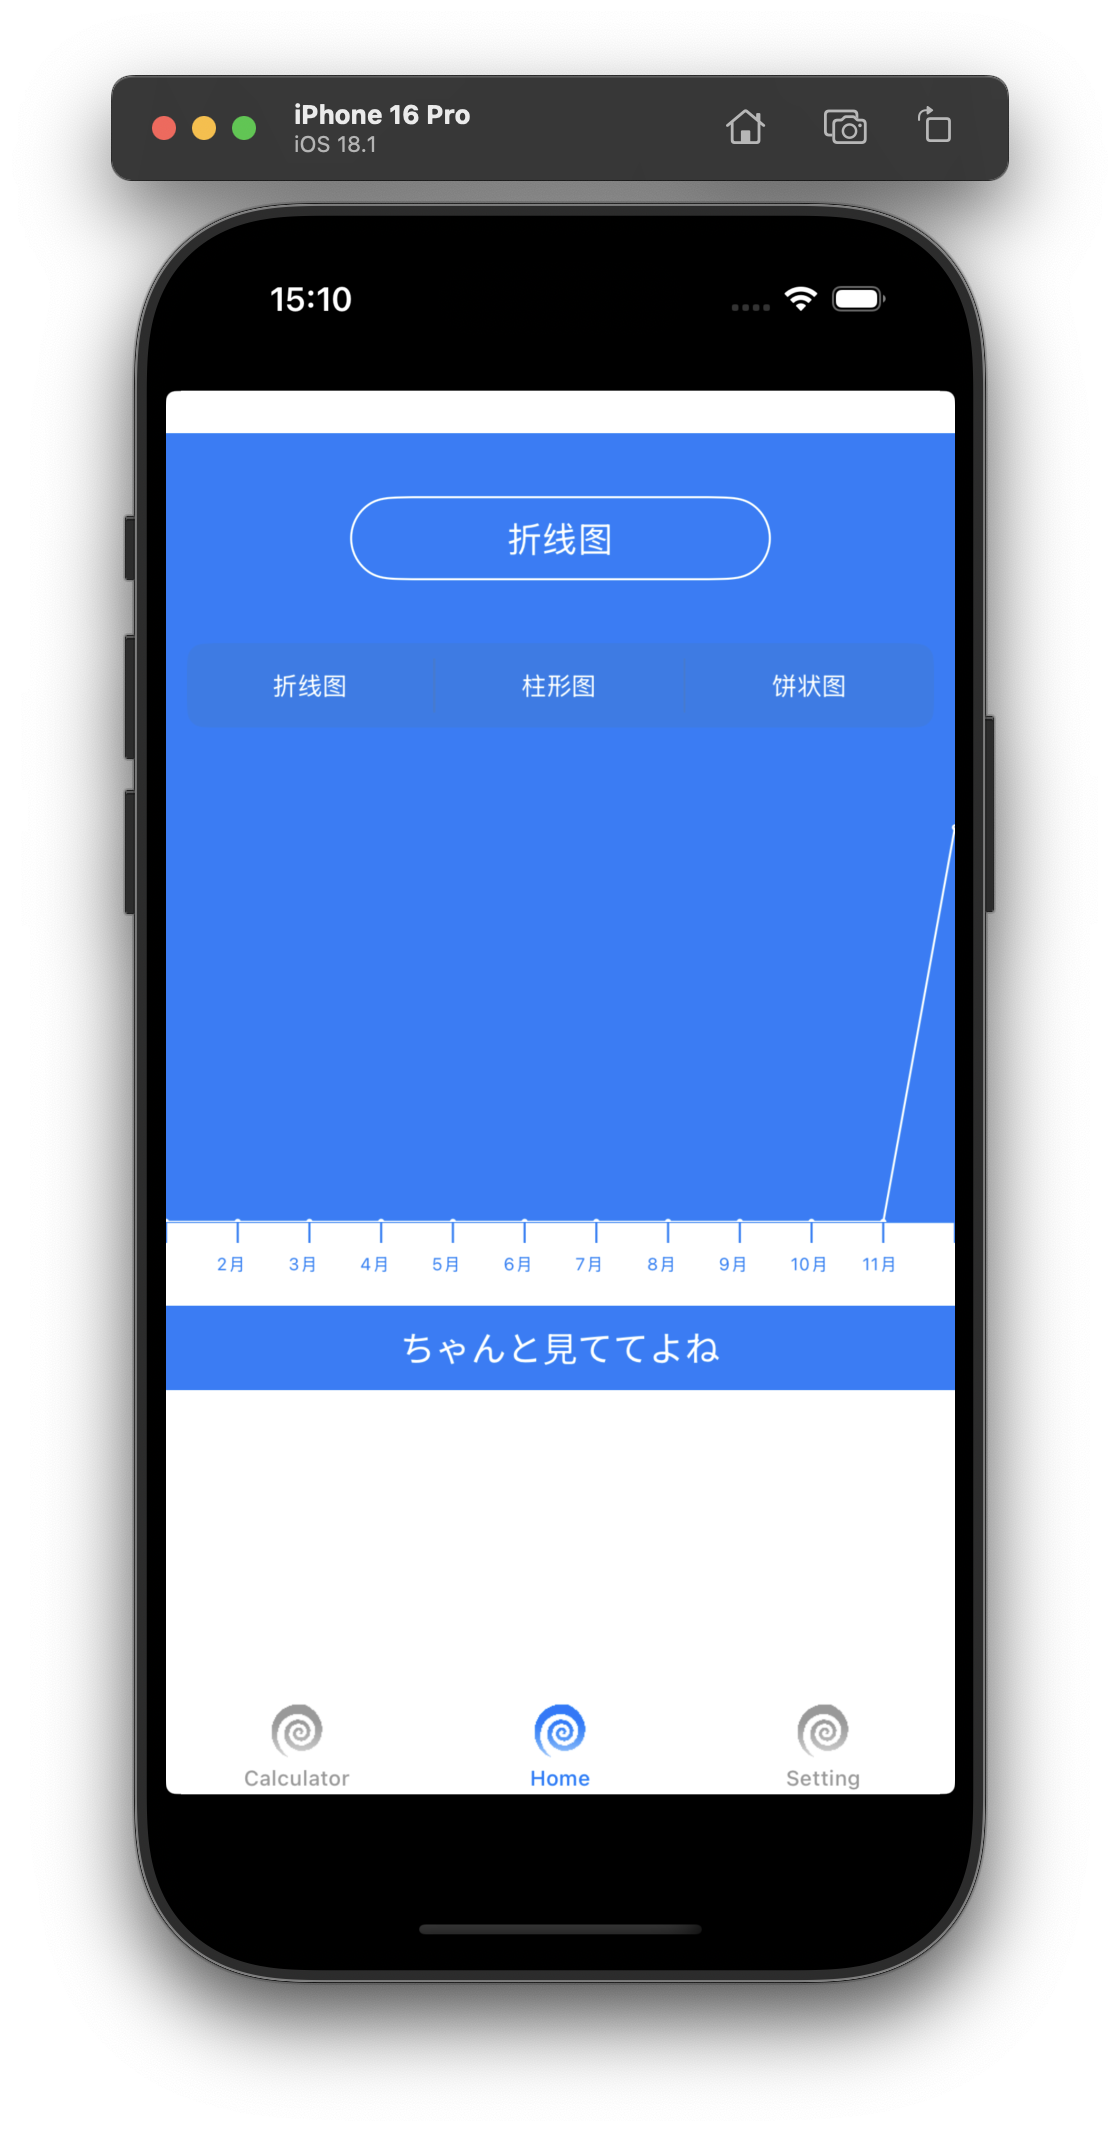 iPhone 16 Pro
iOS 18.1
15:10
折线图
折线图 柱形图 饼状图
2月 3月 4月 5月 6月 7月 8月 9月 10月 11月
ちゃんと見ててよね
Calculator Home Setting